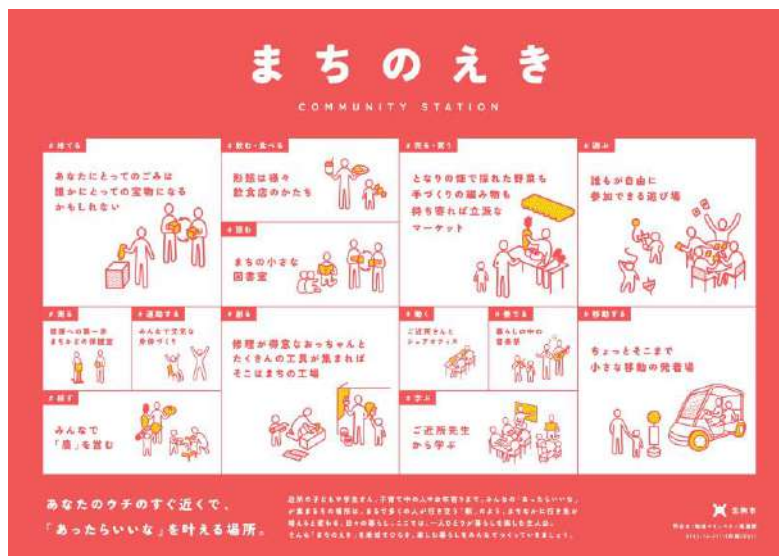 まちのえき
COMMUNITY STATION
#捨てる
あなたにとってのごみは
誰かにとっての宝物になる
かもしれない
#飲む・食べる
形態は様々
飲食店のかたち
#読む
まちの小さな
図書室
#売る・買う
となりの畑で採れた野菜も
手づくりの編み物も
持ち寄れば立派な
マーケット
#遊ぶ
誰もが自由に
参加できる遊び場
まちかどの保健室
#運動する
みんなで元気な
身体づくり
みんなで
「農」を営む
#創る
修理が得意なおっちゃんと
たくさんの工具が集まれば
そこはまちの工場
#働く
ご近所さんと
シェアオフィス
#奏でる
暮らしの中の
音楽祭
#学ぶ
ご近所先生
から学ぶ
#移動する
ちょっとそこまで
小さな移動の発着場
あなたのウチのすぐ近くで、
「あったらいいな」を叶える場所。
生駒市